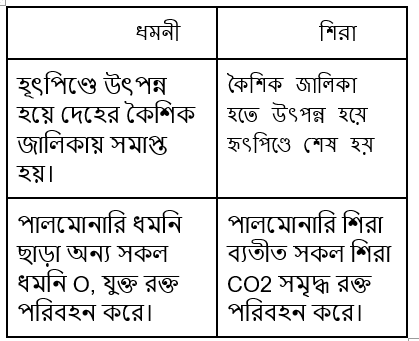 ধমনী
শিরা
হৃৎপিণ্ডে উৎপন্ন
হয়ে দেহের কৈশিক
জালিকায় সমাপ্ত
হয়।
কৈশিক জালিকা
হতে উৎপন্ন হয়ে
হৃৎপিণ্ডে শেষ হয়
পালমোনারি ধমনি
ছাড়া অন্য সকল
ধমনি O, যুক্ত রক্ত
পরিবহন করে।
পালমোনারি শিরা
ব্যতীত সকল শিরা
CO2 সমৃদ্ধ রক্ত
পরিবহন করে।